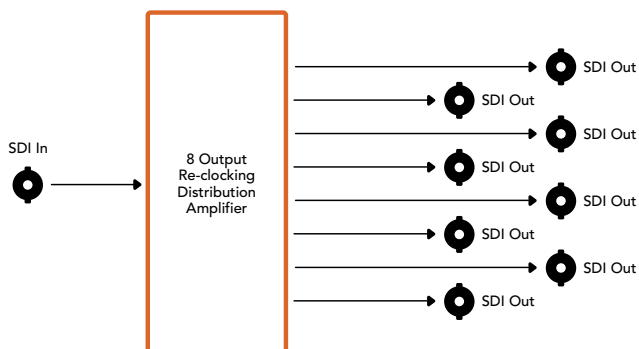 SDI In
8 Output
Re-clocking
Distribution
Amplifier
SDI Out
SDI Out
SDI Out
SDI Out
SDI Out
SDI Out
SDI Out
SDI Out